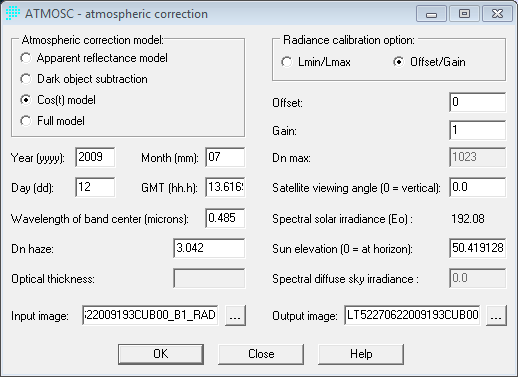 ATMOSC - atmospheric correction
Atmospheric correction model:
Apparent reflectance model
Dark object subtraction
Cos(t) model
Full model
Radiance calibration option:
Lmin/Lmax
Offset/Gain
Offset: 0
Gain: 1
Year (yyyy): 2009 Month (mm): 07
Dn max: 1023
Day (dd): 12 GMT (hh.h): 13.616
Satellite viewing angle (0 = vertical): 0.0
Wavelength of band center (microns): 0.485
Spectral solar irradiance (Eo) : 192.08
Dn haze: 3.042
Sun elevation (0 = at horizon): 50.419128
Optical thickness:
Spectral diffuse sky irradiance : 0.0
Input image: 22009193CUB00_B1_RAD ...
Output image: LT52270622009193CUB00 ...
OK Close Help